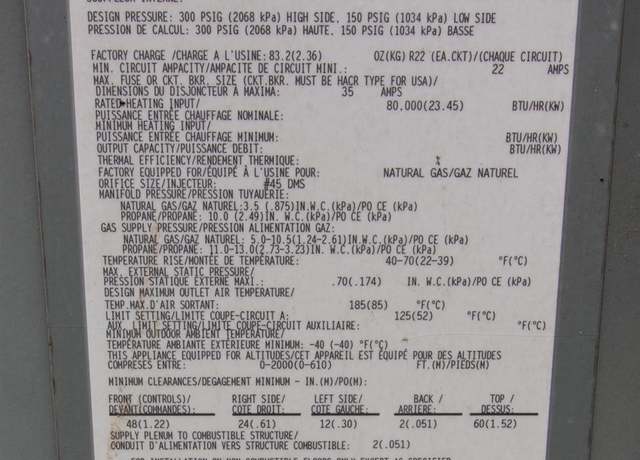 DESIGN PRESSURE: 300 PSIG (2068 kPa) HIGH SIDE, 150 PSIG (1034 kPa) LOW SIDE
PRESSION DE CALCUL: 300 PSIG (2068 kPa) HAUTE, 150 PSIG (1034 kPa) BASSE
FACTORY CHARGE /CHARGE A L'USINE: 83.2(2.36) OZ(KG) R22 (EA.CKT)/(CHAQUE CIRCUIT)
MIN. CIRCUIT AMPACITY/AMPACITE DE CIRCUIT MINI.: 22 AMPS
MAX. FUSE OR CKT. BKR. SIZE (CKT.BKR. MUST BE HACR TYPE FOR USA)/
DIMENSIONS DU DISJONCTEUR A MAXIMA: 35 AMPS
RATED HEATING INPUT/ 80,000(23.45) BTU/HR(KW)
PUISSANCE ENTRÉE CHAUFFAGE NOMINALE:
MINIMUM HEATING INPUT/
PUISSANCE ENTRÉE CHAUFFAGE MINIMUM: BTU/HR(KW)
OUTPUT CAPACITY/PUISSANCE DEBIT: BTU/HR(KW)
THERMAL EFFICIENCY/RENDEMENT THERMIQUE: %
FACTORY EQUIPPED FOR/ÉQUIPÉ À L'USINE POUR: NATURAL GAS/GAZ NATUREL
ORIFICE SIZE/INJECTEUR: #45 DMS
MANIFOLD PRESSURE/PRESSION TUYAUERIE:
NATURAL GAS/GAZ NATUREL:3.5 (.875)IN.W.C.(kPa)/PO CE (kPa)
PROPANE/PROPANE: 10.0 (2.49)IN. W.C.(kPa)/PO CE (kPa)
GAS SUPPLY PRESSURE/PRESSION ALIMENTATION GAZ:
NATURAL GAS/GAZ NATUREL: 5.0-10.5(1.24-2.61)IN.W.C.(kPa)/PO CE (kPa)
PROPANE/PROPANE: 11.0-13.0(2.73-3.23)IN. W.C.(kPa)/PO CE (kPa)
TEMPERATURE RISE/MONTÉE DE TEMPÉRATURE: 40-70(22-39) °F(°C)
MAX. EXTERNAL STATIC PRESSURE/
PRESSION STATIQUE EXTERNE MAXI.: .70(.174) IN. W.C.(kPa)/PO CE (kPa)
DESIGN MAXIMUM OUTLET AIR TEMPERATURE/
TEMP.MAX.D'AIR SORTANT: 185(85) °F(°C)
LIMIT SETTING/LIMITE COUPE-CIRCUIT A: 125(52) °F(°C)
AUX. LIMIT SETTING/LIMITE COUPE-CIRCUIT AUXILIAIRE: °F(°C)
MINIMUM OUTDOOR AMBIENT TEMPERATURE/
TEMPÉRATURE AMBIANTE EXTÉRIEURE MINIMUM: -40 (-40) °F(°C)
THIS APPLIANCE EQUIPPED FOR ALTITUDES/CET APPAREIL EST ÉQUIPÉ POUR DES ALTITUDES
COMPRESES ENTRE: 0-2000(0-610) FT.(M)/PIEDS(M)
MINIMUM CLEARANCES/DEGAGEMENT MINIMUM - IN.(M)/PO(M):
FRONT (CONTROLS)/ RIGHT SIDE/ LEFT SIDE/ BACK / TOP /
DEVANT(COMMANDES): COTE DROIT: COTE GAUCHE: ARRIERE: DESSUS:
48(1.22) 24(.61) 12(.30) 2(.051) 60(1.52)
SUPPLY PLENUM TO COMBUSTIBLE STRUCTURE/
CONDUIT D'ALIMENTATION VERS STRUCTURE COMBUSTIBLE: 2(.051)